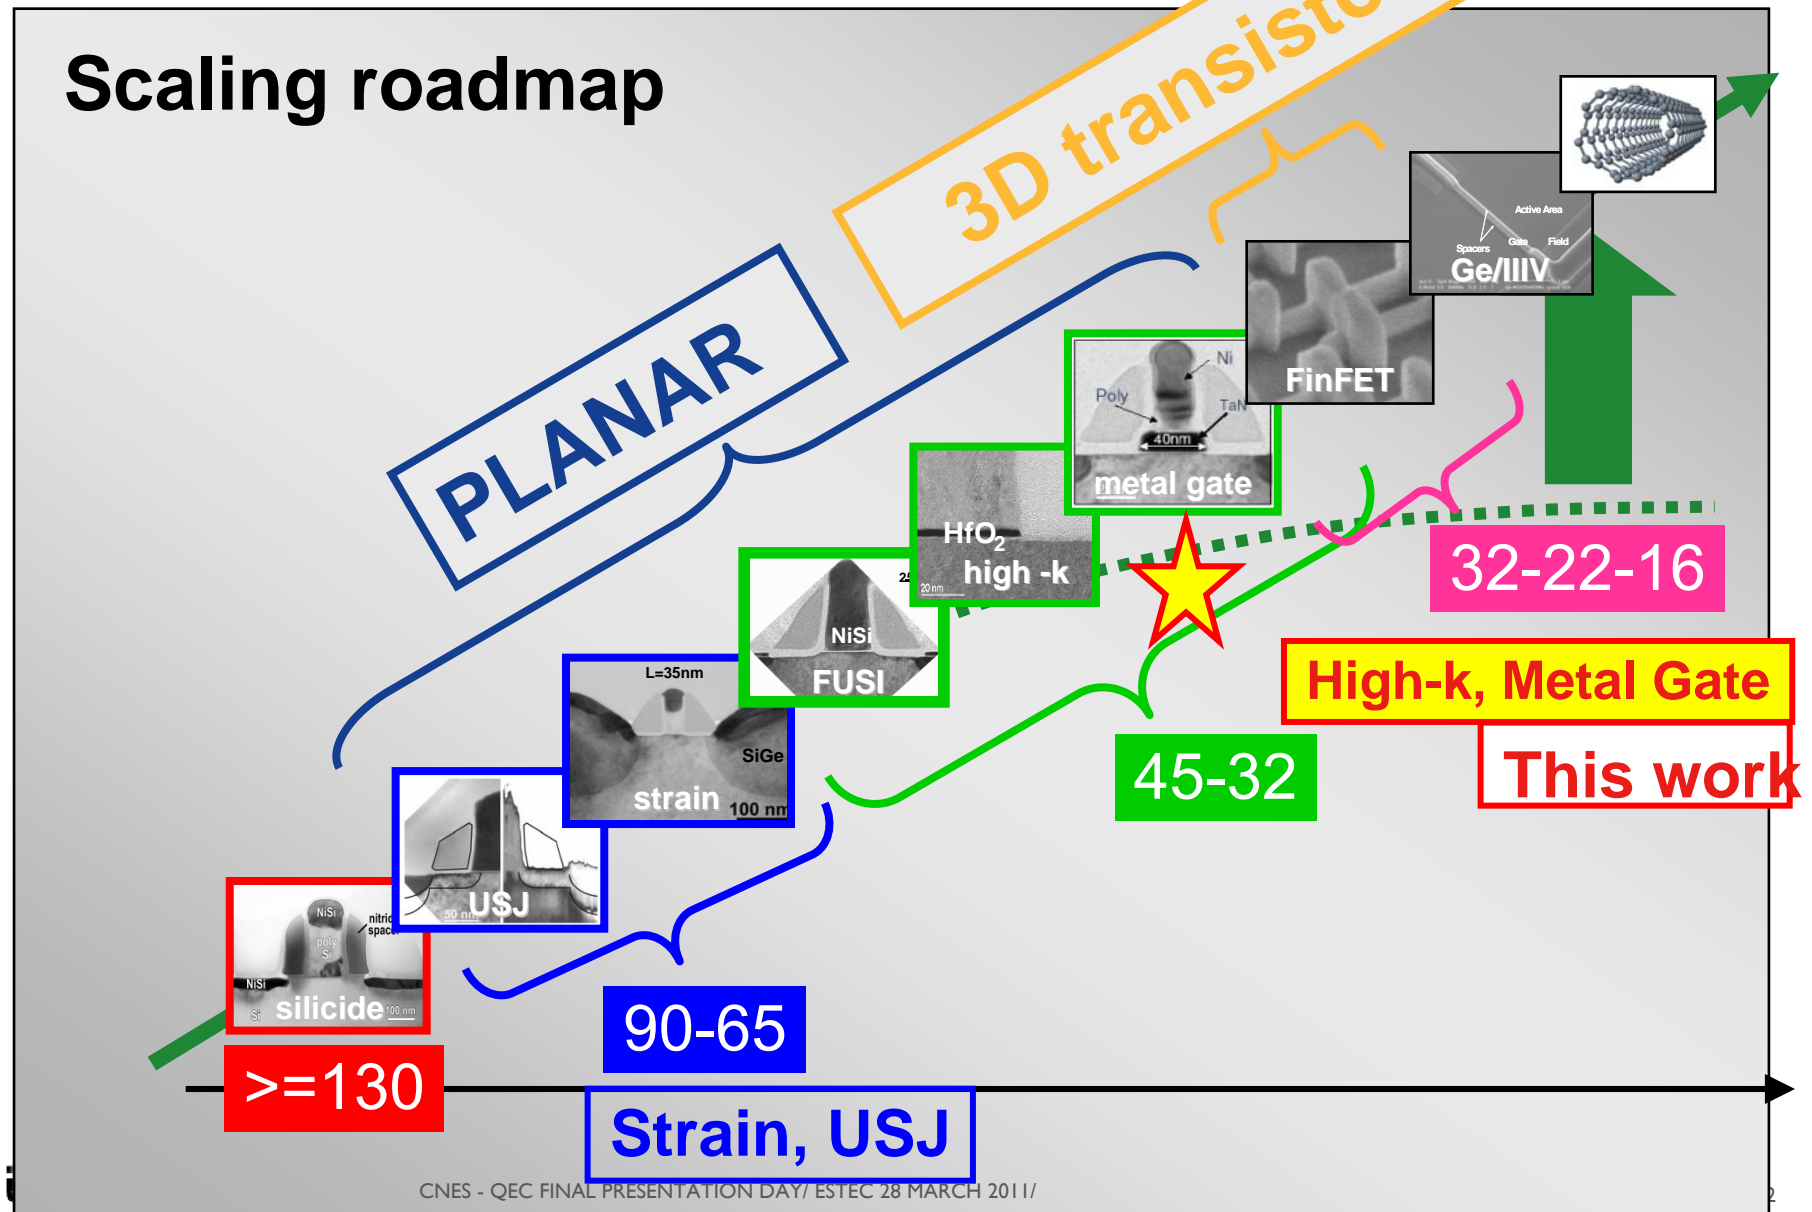 Scaling roadmap
3D transisto
PLANAR
Active Area
Spacers
Gate
Field
Ge/IIIV
FinFET
Ni
Poly
TaN
40nm
metal gate
HfO2
high -k
20 nm
NiSi
FUSI
L=35nm
SiGe
strain
100 nm
USJ
50 nm
NiSi
poly
Si
NiSi
Si
silicide
100 nm
32-22-16
High-k, Metal Gate
This work
45-32
90-65
>=130
Strain, USJ
CNES - QEC FINAL PRESENTATION DAY/ ESTEC 28 MARCH 2011/